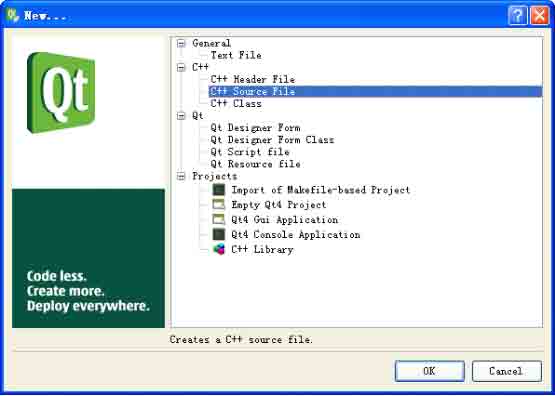 New...
General
Text File
C++
C++ Header File
C++ Source File
C++ Class
Qt
Qt Designer Form
Qt Designer Form Class
Qt Script file
Qt Resource file
Projects
Import of Makefile-based Project
Empty Qt4 Project
Qt4 Gui Application
Qt4 Console Application
C++ Library
Qt
Code less.
Create more.
Deploy everywhere.
Creates a C++ source file.
OK
Cancel